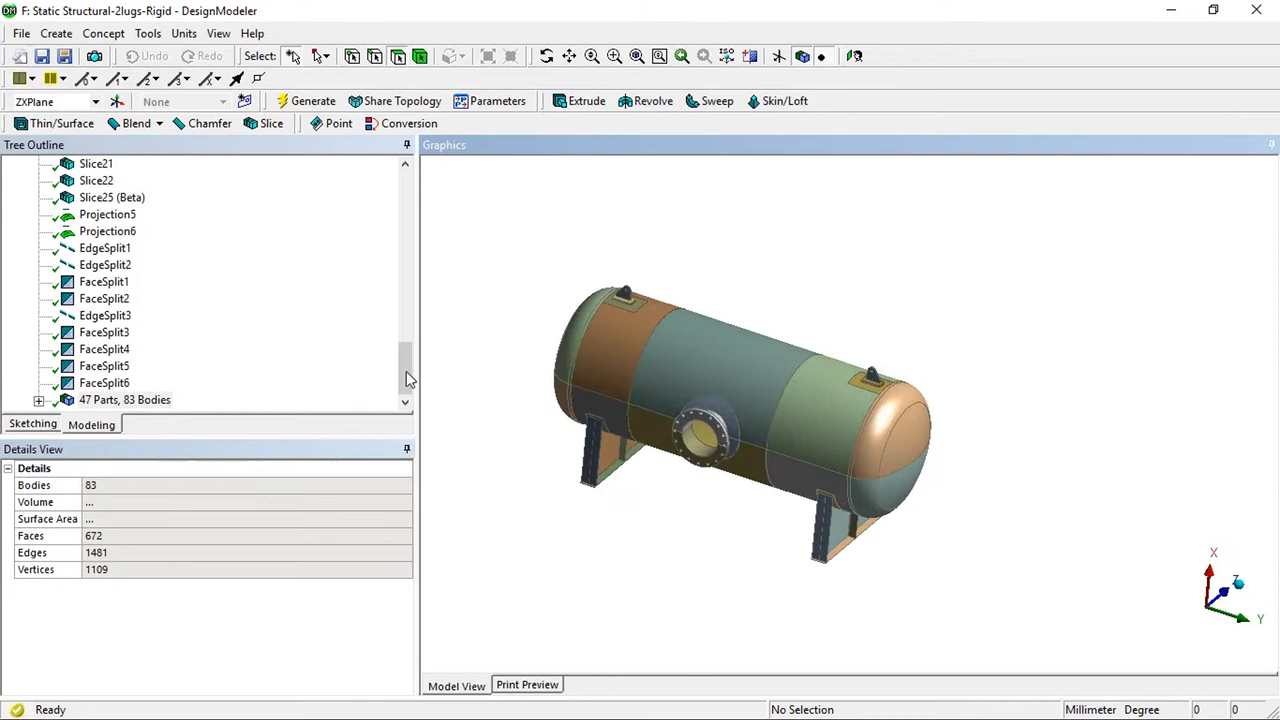 DM F: Static Structural-2lugs-Rigid - DesignModeler
File Create Concept Tools Units View Help
Undo Redo Select: ISO
ZXPlane None Generate Share Topology Parameters Extrude Revolve Sweep Skin/Loft
Thin/Surface Blend Chamfer Slice Point Conversion
Tree Outline
Slice21
Slice22
Slice25 (Beta)
Projection5
Projection6
EdgeSplit1
EdgeSplit2
FaceSplit1
FaceSplit2
EdgeSplit3
FaceSplit3
FaceSplit4
FaceSplit5
FaceSplit6
47 Parts, 83 Bodies
Sketching Modeling
Details View
Details
Bodies 83
Volume ...
Surface Area ...
Faces 672
Edges 1481
Vertices 1109
Graphics
X
Z
Y
Model View Print Preview
Ready No Selection Millimeter Degree 0 0